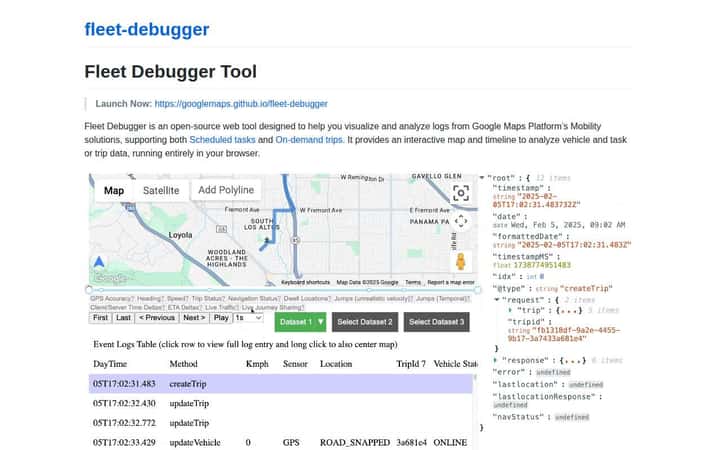 fleet-debugger
Fleet Debugger Tool
Launch Now: https://googlemaps.github.io/fleet-debugger
Fleet Debugger is an open-source web tool designed to help you visualize and analyze logs from Google Maps Platform's Mobility
solutions, supporting both Scheduled tasks and On-demand trips. It provides an interactive map and timeline to analyze vehicle and task
or trip data, running entirely in your browser.
Map Satellite Add Polyline
W Remington Dr
GAVELLO GLEN
Fremont Ave W Fremont Ave E Fremont Ave
SOUTH
LOS ALTOS
PANAMA PA
Loyola
WOODLAND
ACRES - THE
HIGHLANDS
85
Google
Keyboard shortcuts Map Data ©2025 Google Terms Report a map error
GPS Accuracy Heading Speed Trip Status Navigation Status Dwell Locations Jumps (unrealistic velocity) Jumps (Temporal)
Client/Server Time Deltas ETA Deltas Live Traffic Live Journey Sharing
First Last < Previous Next > Play 1s Dataset 1 ▼ Select Dataset 2 Select Dataset 3
Event Logs Table (click row to view full log entry and long click to also center map)
DayTime Method Kmph Sensor Location TripId 7 Vehicle State
05T17:02:31.483 createTrip
05T17:02:32.430 updateTrip
05T17:02:32.772 updateTrip
05T17:02:33.429 updateVehicle 0 GPS ROAD_SNAPPED 3a681e4 ONLINE
"root" : { 12 items
"timestamp" :
string "2025-02-
05T17:02:31.483732Z"
"date" :
date Wed, Feb 5, 2025, 09:02 AM
"formattedDate" :
string "2025-02-05T17:02:31.483Z"
"timestampMS" :
float 1738774951483
"idx" : int 0
"@type" : string "createTrip"
"request" : { 2 items
"trip" : {...} 5 items
"tripid" :
string "fb1318df-9a2e-4455-
9b17-3a7433a681e4"
}
"response" : {...} 6 items
"error" : undefined
"lastlocation" : undefined
"lastlocationResponse" :
undefined
"navStatus" : undefined
}